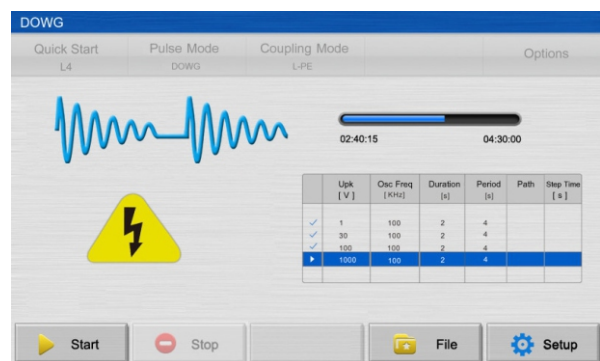 DOWG
Quick Start Pulse Mode Coupling Mode Options
L4 DOWG L-PE
02:40:15 04:30:00
Upk Osc Freq Duration Period Path Step Time
[ V ] [ KHz] [s] [s] [ s ]
1 100 2 4
30 100 2 4
100 100 2 4
1000 100 2 4
Start Stop File Setup